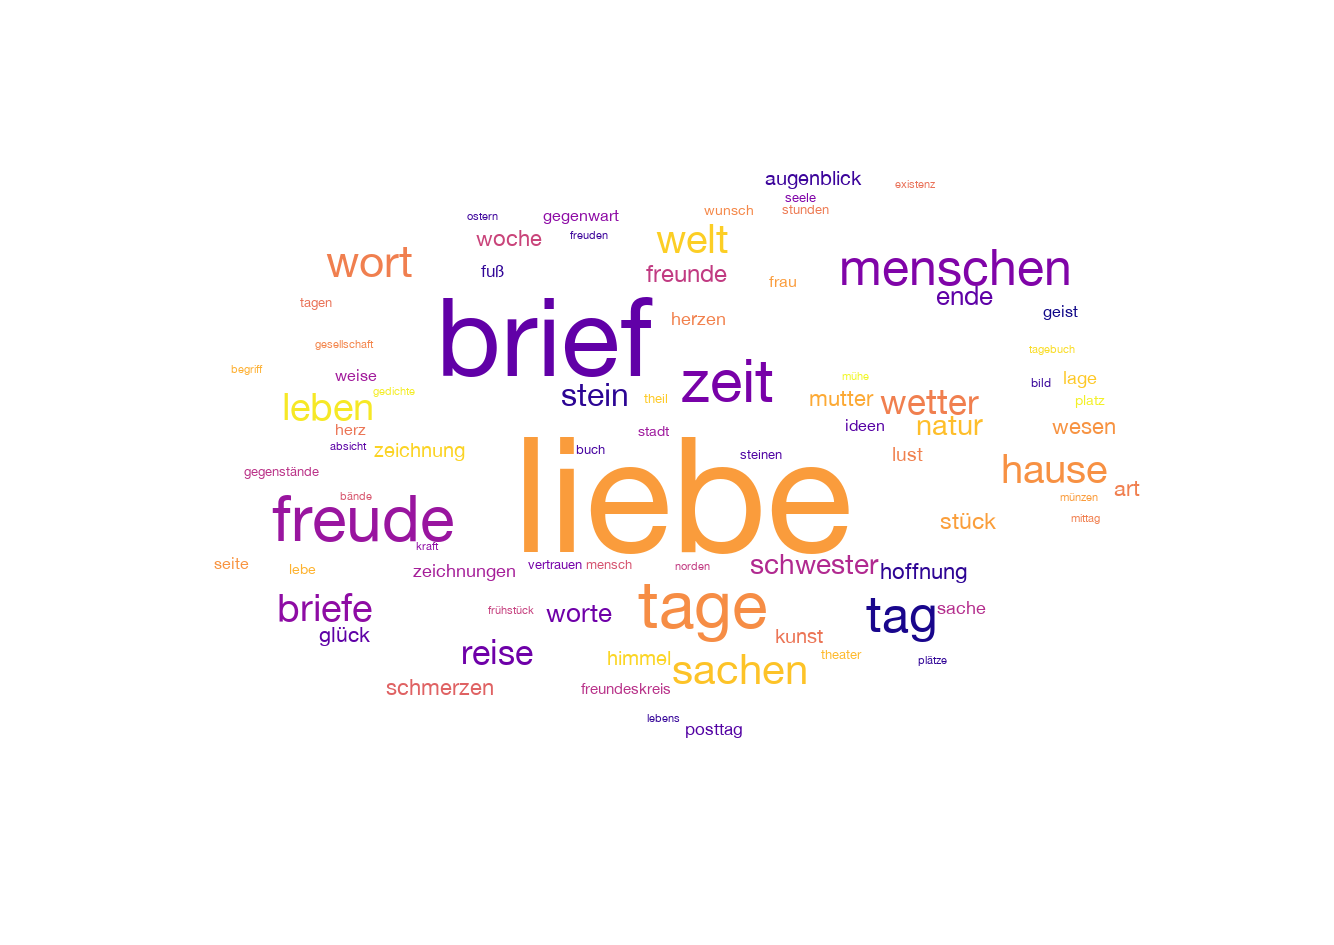 augenblick
existenz
seele
wunsch
stunden
ostern
gegenwart
freuden
woche
welt
wort
fuß
freunde
frau
menschen
ende
geist
tagen
brief
herzen
gesellschaft
tagebuch
begriff
weise
gedichte
stein
theil
zeit
mühe
mutter
wetter
bild
lage
platz
leben
herz
absicht
zeichnung
stadt
buch
steinen
ideen
natur
wesen
lust
gegenstände
bände
liebe
hause
art
münzen
mittag
stück
freude
kraft
seite
lebe
zeichnungen
vertrauen
mensch
norden
schwester
hoffnung
briefe
glück
frühstück
worte
tage
tag
sache
kunst
reise
himmel
sachen
theater
plätze
schmerzen
freundeskreis
lebens
posttag